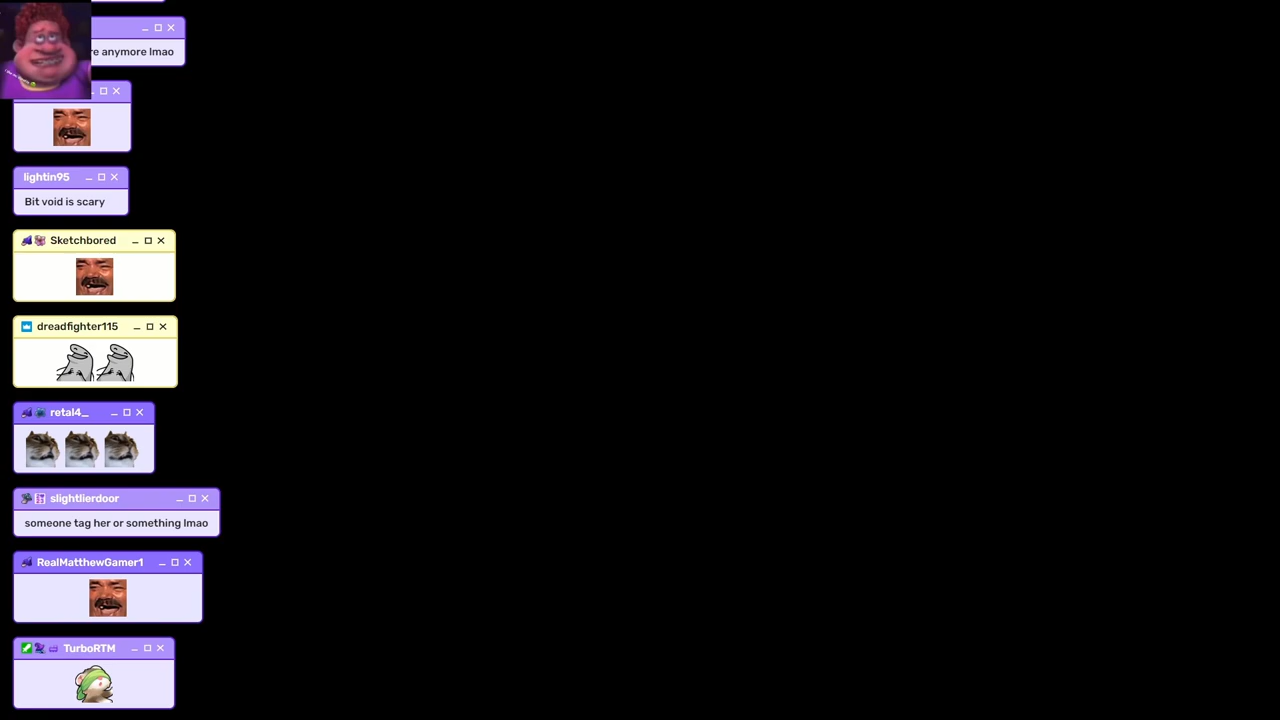 re anymore lmao
lightin95
Bit void is scary
Sketchbored
dreadfighter115
retal4_
slightlierdoor
someone tag her or something lmao
RealMatthewGamer1
TurboRTM